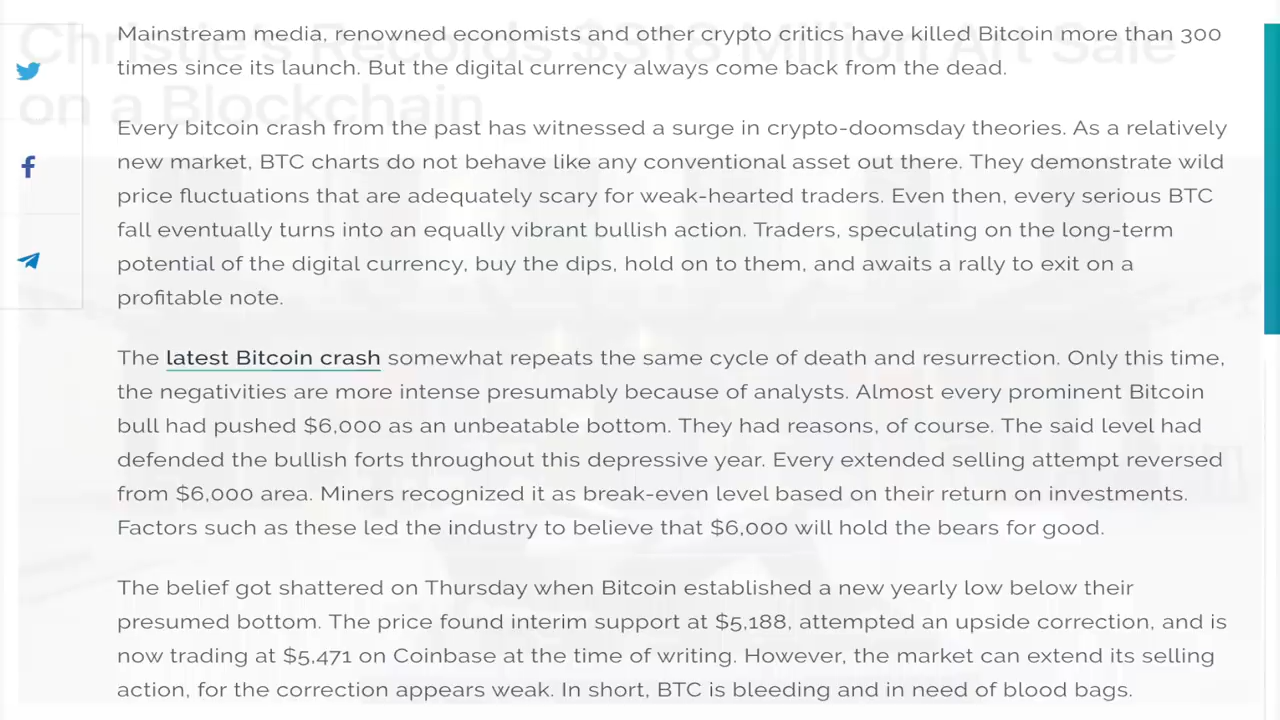 Christie's Records $318 Million Art Sale
on a Blockchain
Mainstream media, renowned economists and other crypto critics have killed Bitcoin more than 300
times since its launch. But the digital currency always come back from the dead.
Every bitcoin crash from the past has witnessed a surge in crypto-doomsday theories. As a relatively
new market, BTC charts do not behave like any conventional asset out there. They demonstrate wild
price fluctuations that are adequately scary for weak-hearted traders. Even then, every serious BTC
fall eventually turns into an equally vibrant bullish action. Traders, speculating on the long-term
potential of the digital currency, buy the dips, hold on to them, and awaits a rally to exit on a
profitable note.
The latest Bitcoin crash somewhat repeats the same cycle of death and resurrection. Only this time,
the negativities are more intense presumably because of analysts. Almost every prominent Bitcoin
bull had pushed $6,000 as an unbeatable bottom. They had reasons, of course. The said level had
defended the bullish forts throughout this depressive year. Every extended selling attempt reversed
from $6,000 area. Miners recognized it as break-even level based on their return on investments.
Factors such as these led the industry to believe that $6,000 will hold the bears for good.
The belief got shattered on Thursday when Bitcoin established a new yearly low below their
presumed bottom. The price found interim support at $5,188, attempted an upside correction, and is
now trading at $5,471 on Coinbase at the time of writing. However, the market can extend its selling
action, for the correction appears weak. In short, BTC is bleeding and in need of blood bags.